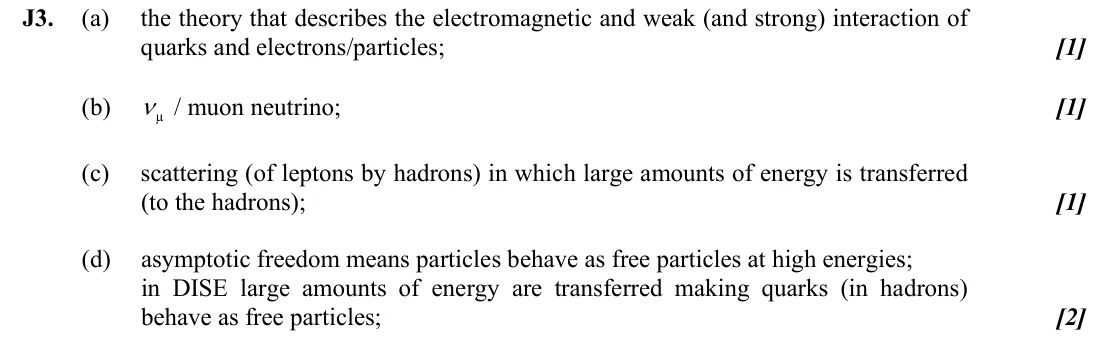 J3. (a) the theory that describes the electromagnetic and weak (and strong) interaction of
quarks and electrons/particles; [1]
(b) νμ / muon neutrino; [1]
(c) scattering (of leptons by hadrons) in which large amounts of energy is transferred
(to the hadrons); [1]
(d) asymptotic freedom means particles behave as free particles at high energies;
in DISE large amounts of energy are transferred making quarks (in hadrons)
behave as free particles; [2]